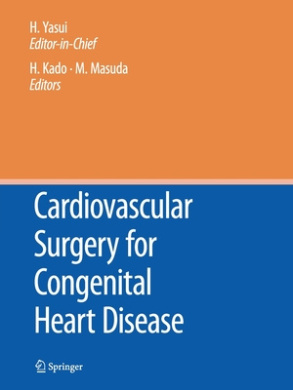 H. Yasui
Editor-in-Chief
H. Kado · M. Masuda
Editors
Cardiovascular
Surgery for
Congenital
Heart Disease
Springer